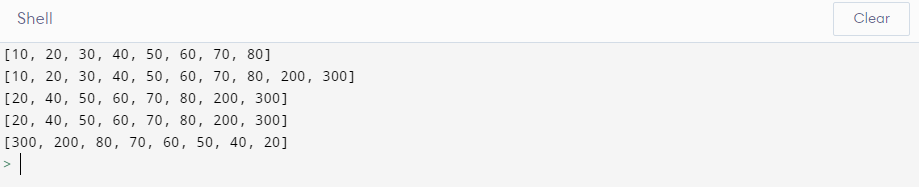 Shell
Clear
[10, 20, 30, 40, 50, 60, 70, 80]
[10, 20, 30, 40, 50, 60, 70, 80, 200, 300]
[20, 40, 50, 60, 70, 80, 200, 300]
[20, 40, 50, 60, 70, 80, 200, 300]
[300, 200, 80, 70, 60, 50, 40, 20]
>